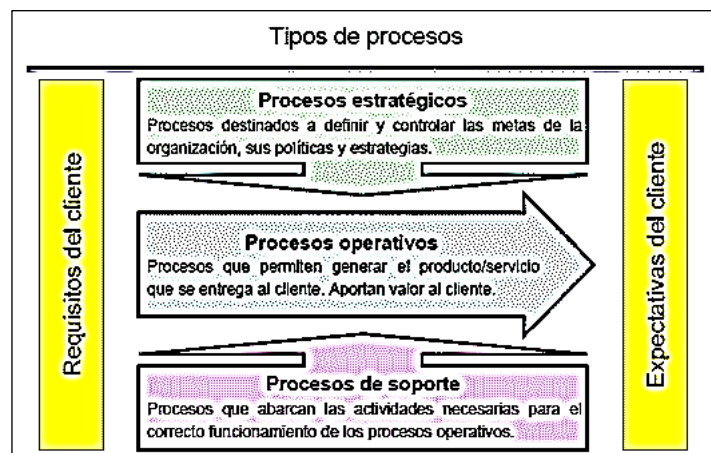 Tipos de procesos
Requisitos del cliente
Procesos estratégicos
Procesos destinados a definir y controlar las metas de la
organización, sus políticas y estrategias.
Procesos operativos
Procesos que permiten generar el producto/servicio
que se entrega al cliente. Aportan valor al cliente.
Procesos de soporte
Procesos que abarcan las actividades necesarias para el
correcto funcionamiento de los procesos operativos.
Expectativas del cliente